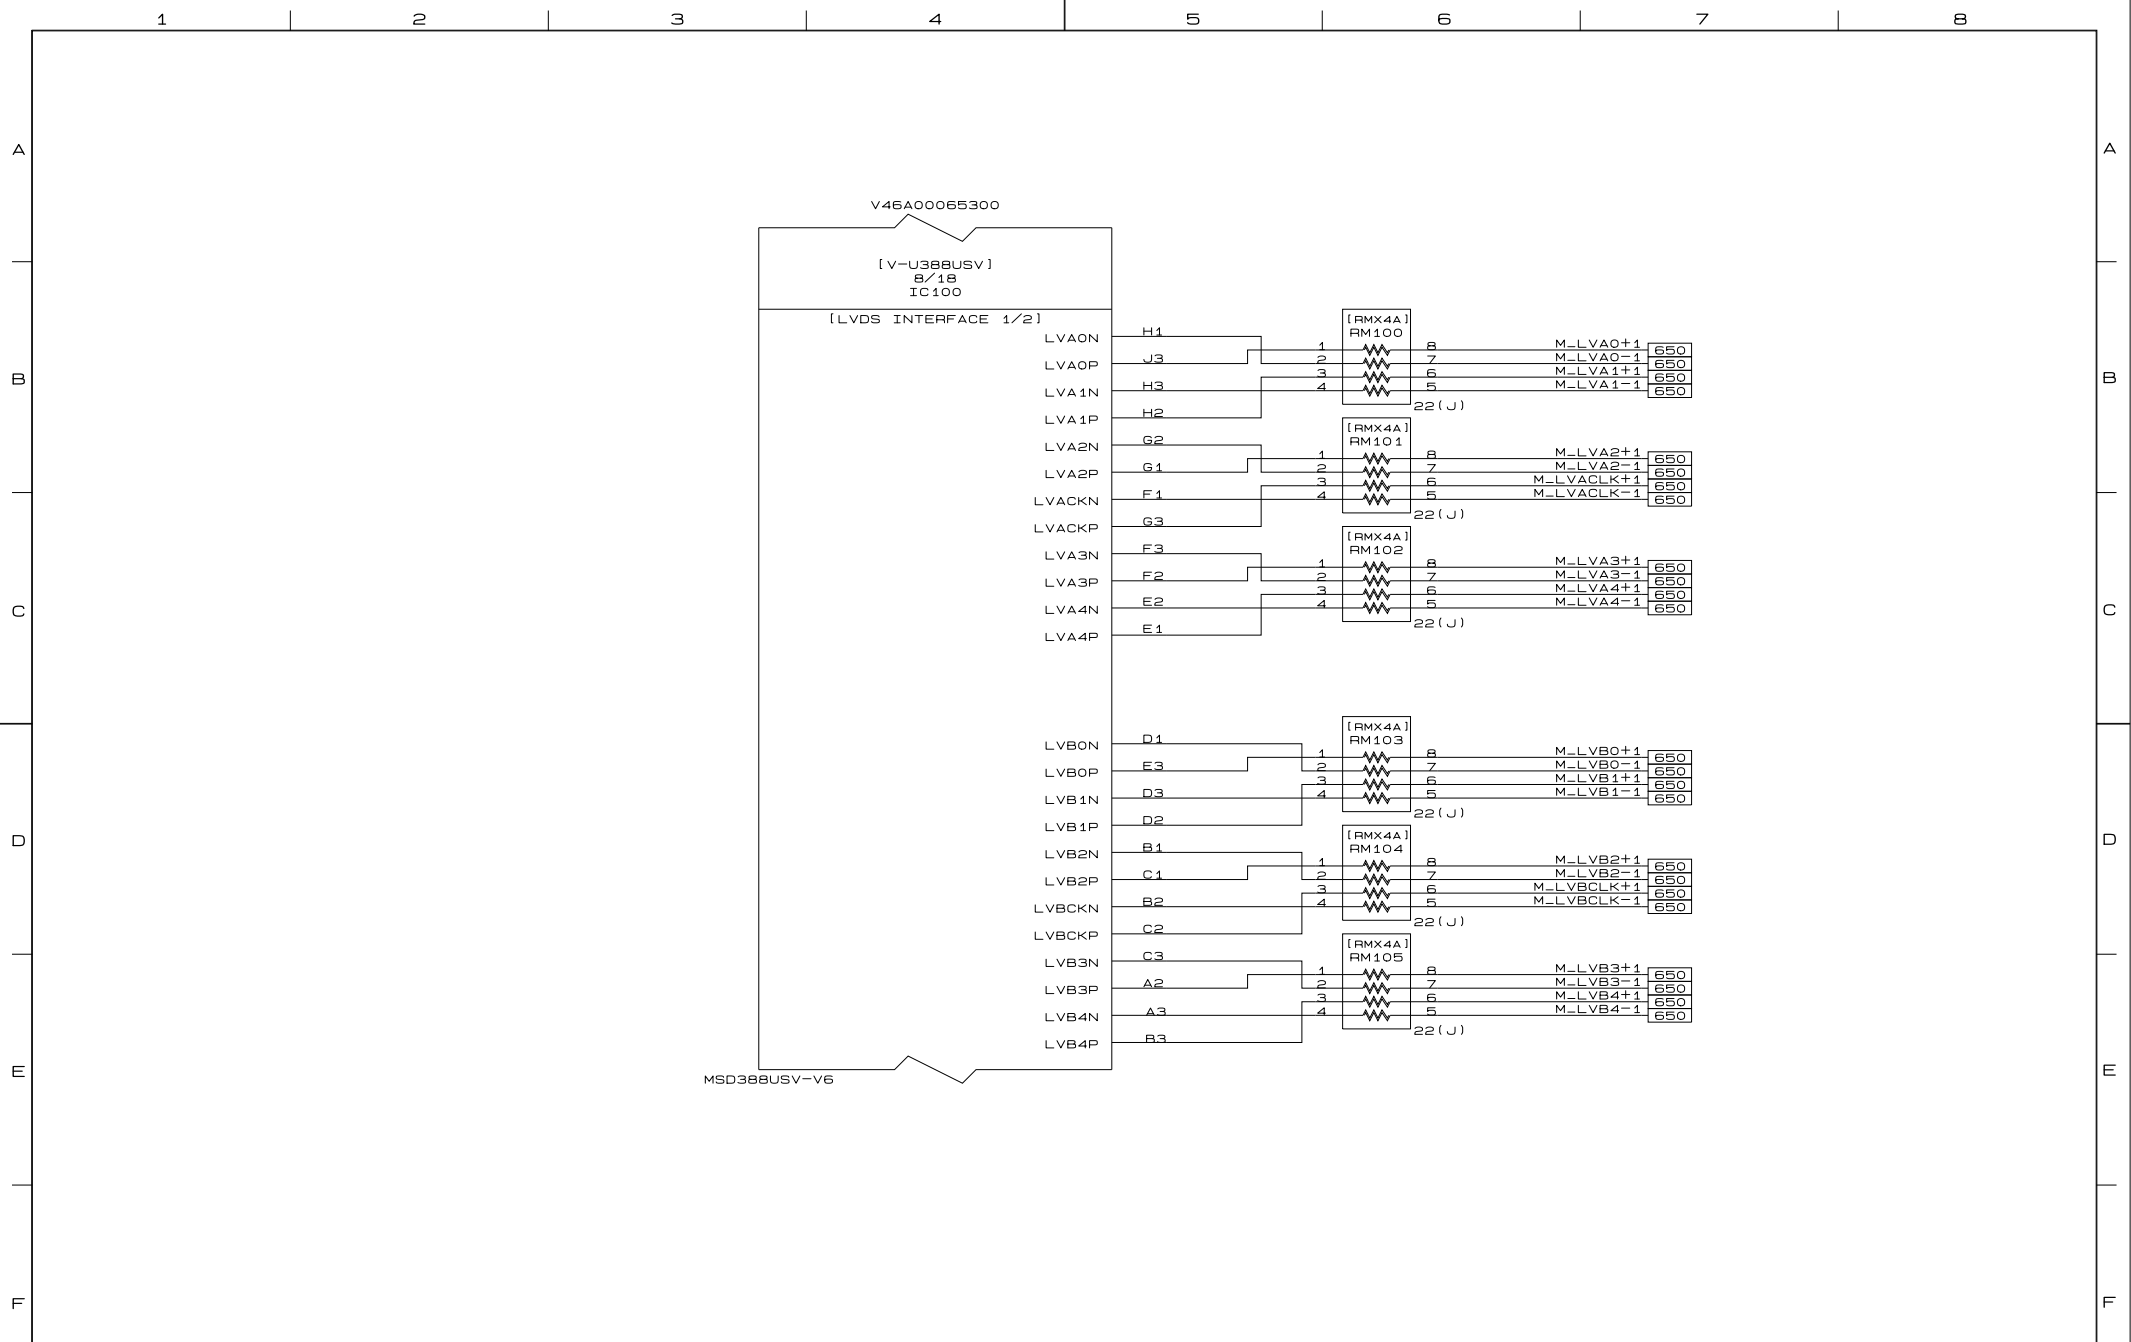 1 2 3 4 5 6 7 8
A A
V46A00065300
[V-U388USV]
8/18
IC100
[LVDS INTERFACE 1/2]
[RMX4A]
RM100
LVA0N H1
1 8 M_LVA0+1 650
LVA0P J3 2 7 M_LVA0-1 650
3 6 M_LVA1+1 650
B B
LVA1N H3 4 5 M_LVA1-1 650
22(J)
LVA1P H2
[RMX4A]
RM101
LVA2N G2
1 8 M_LVA2+1 650
LVA2P G1 2 7 M_LVA2-1 650
3 6 M_LVACLK+1 650
LVACKN F1 4 5 M_LVACLK-1 650
22(J)
LVACKP G3
[RMX4A]
RM102
LVA3N F3
1 8 M_LVA3+1 650
LVA3P F2 2 7 M_LVA3-1 650
3 6 M_LVA4+1 650
LVA4N E2 4 5 M_LVA4-1 650
C C
22(J)
LVA4P E1
[RMX4A]
RM103
LVB0N D1
1 8 M_LVB0+1 650
LVB0P E3 2 7 M_LVB0-1 650
3 6 M_LVB1+1 650
LVB1N D3 4 5 M_LVB1-1 650
22(J)
LVB1P D2
D D
[RMX4A]
RM104
LVB2N B1
1 8 M_LVB2+1 650
LVB2P C1 2 7 M_LVB2-1 650
3 6 M_LVBCLK+1 650
LVBCKN B2 4 5 M_LVBCLK-1 650
22(J)
LVBCKP C2
[RMX4A]
RM105
LVB3N C3
1 8 M_LVB3+1 650
LVB3P A2 2 7 M_LVB3-1 650
3 6 M_LVB4+1 650
LVB4N A3 4 5 M_LVB4-1 650
22(J)
LVB4P B3
E E
MSD388USV-V6
F F